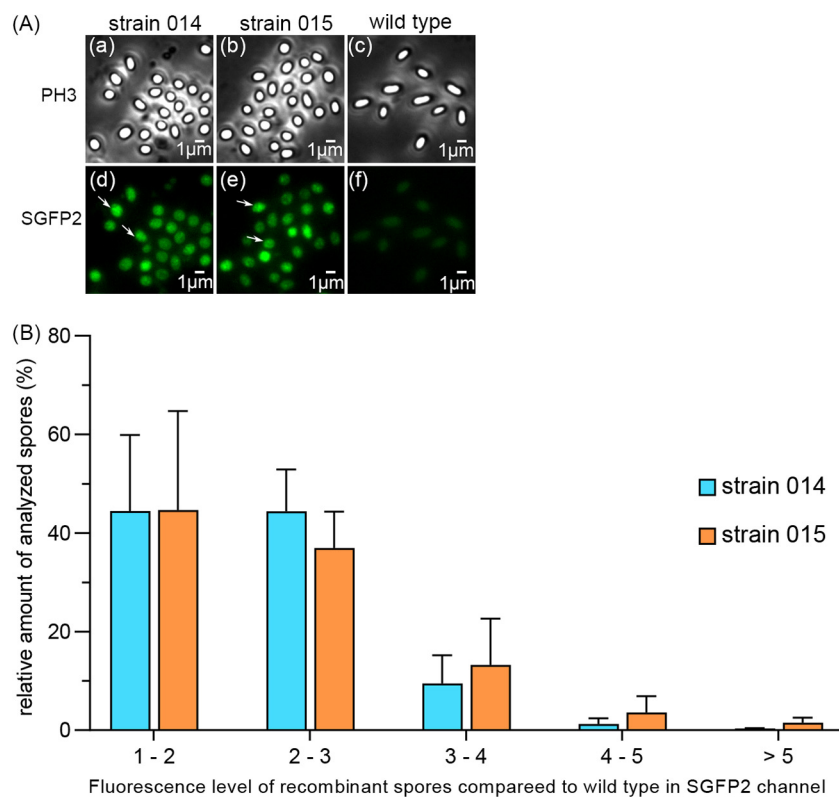 (A) strain 014 strain 015 wild type
PH3 (a) (b) (c)
1μm 1μm 1μm
SGFP2 (d) (e) (f)
1μm 1μm 1μm
(B)
relative amount of analyzed spores (%)
80
60
40
20
0
strain 014
strain 015
1 - 2 2 - 3 3 - 4 4 - 5 > 5
Fluorescence level of recombinant spores compareed to wild type in SGFP2 channel